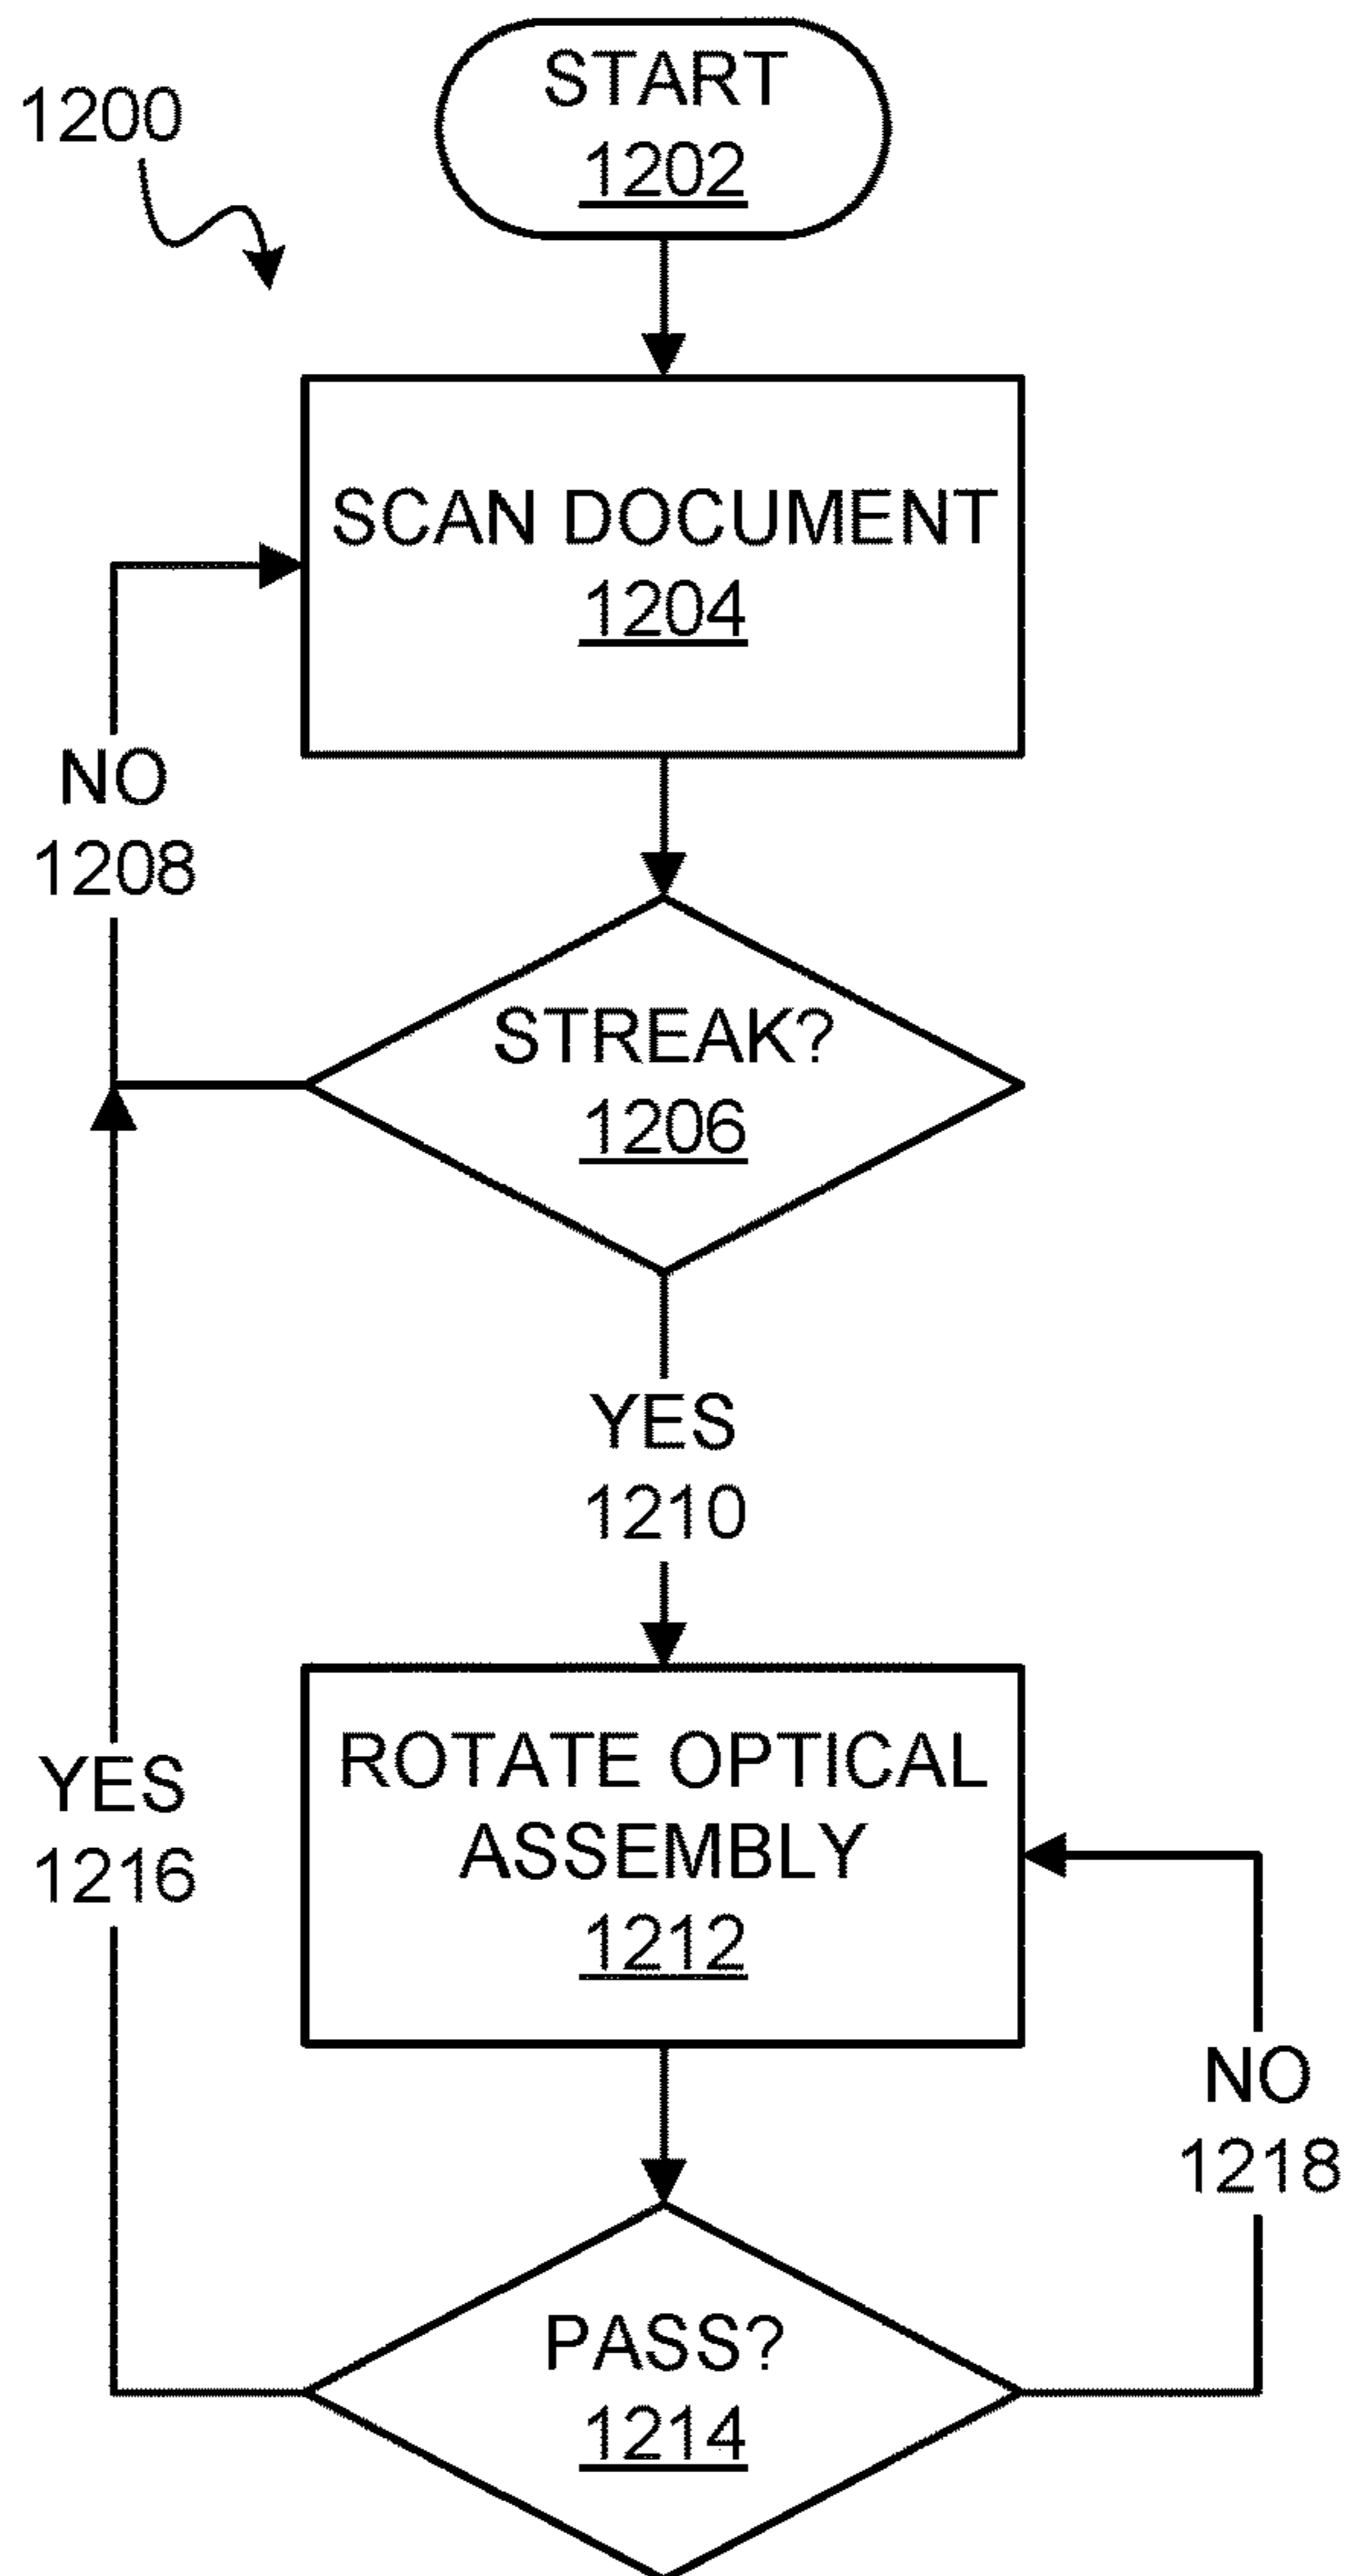 1200
START
1202
SCAN DOCUMENT
1204
NO
1208
STREAK?
1206
YES
1210
ROTATE OPTICAL
ASSEMBLY
1212
YES
1216
NO
1218
PASS?
1214